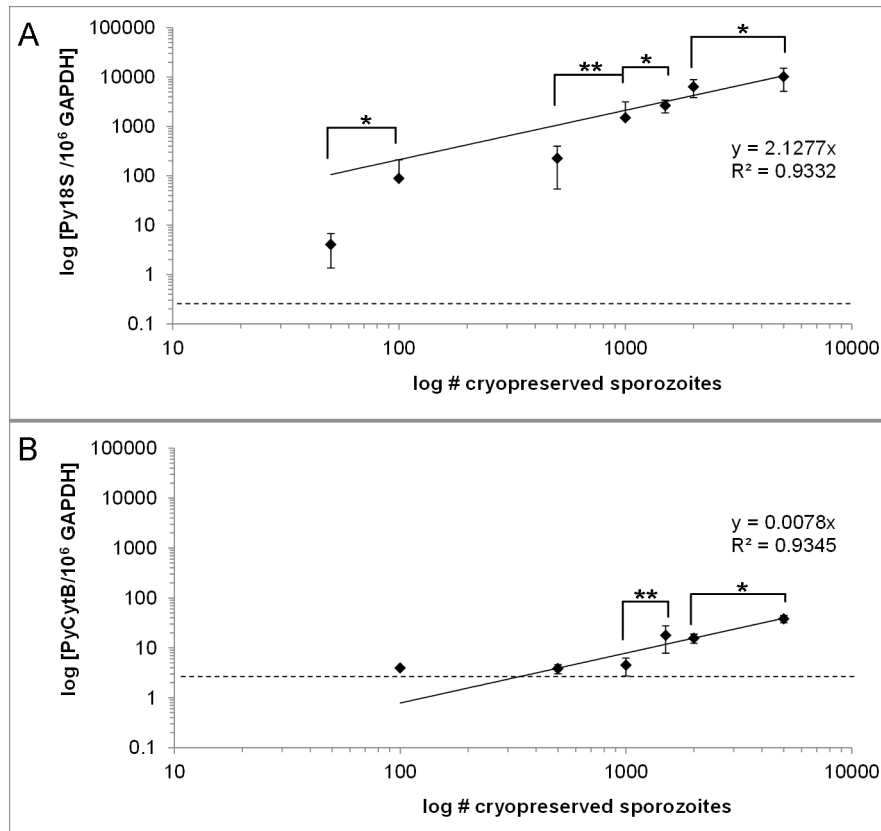 A
log [Py18S /10⁶ GAPDH]
100000
10000
1000
100
10
1
0.1
*
**
*
*
y = 2.1277x
R² = 0.9332
10 100 1000 10000
log # cryopreserved sporozoites
B
log [PyCytB/10⁶ GAPDH]
100000
10000
1000
100
10
1
0.1
**
*
y = 0.0078x
R² = 0.9345
10 100 1000 10000
log # cryopreserved sporozoites